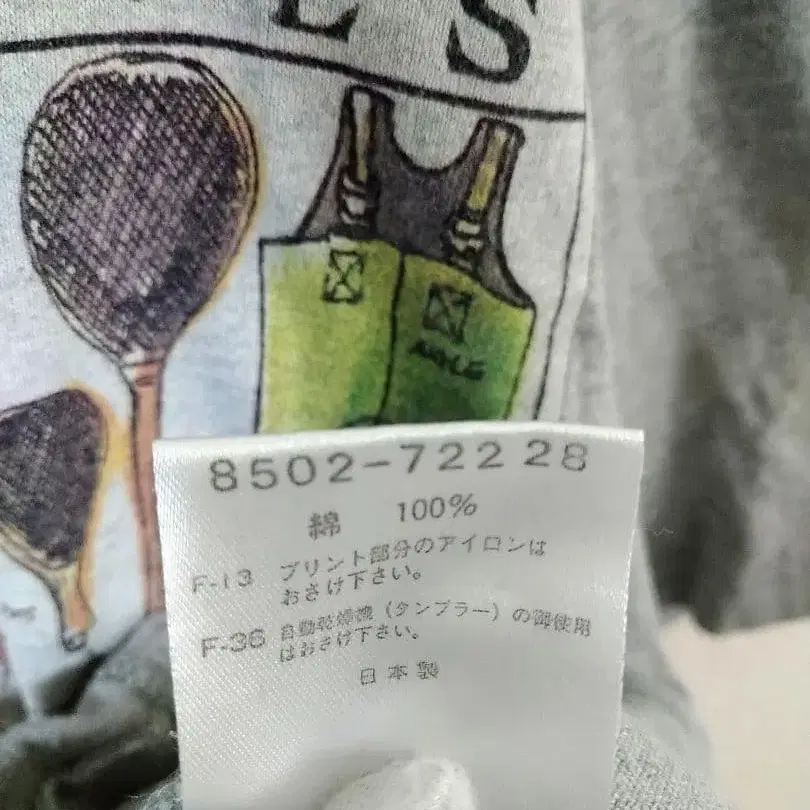 L S
8502-722 28
綿 100%
F-13 プリント部分のアイロンは
おさけ下さい。
F-36 自動乾燥機（タンブラー）の御使用
はおさけ下さい。
日本製